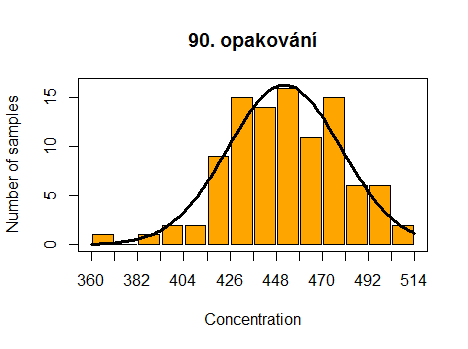 90. opakování
Number of samples
15
10
5
0
360 382 404 426 448 470 492 514
Concentration